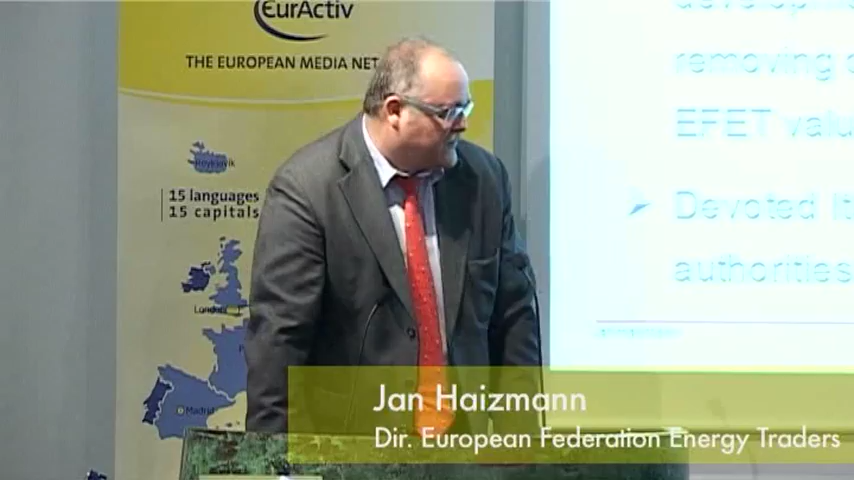 EurActiv
THE EUROPEAN MEDIA NET
Reykjavik
15 languages
15 capitals
London
Madrid
removing
EFET valu
Devoted
authorities
Jan Haizmann
Dir. European Federation Energy Traders